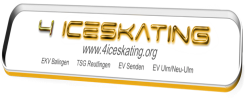 4 ICESKATING
www.4iceskating.org
EKV Balingen TSG Reutlingen EV Senden EV Ulm/Neu-Ulm